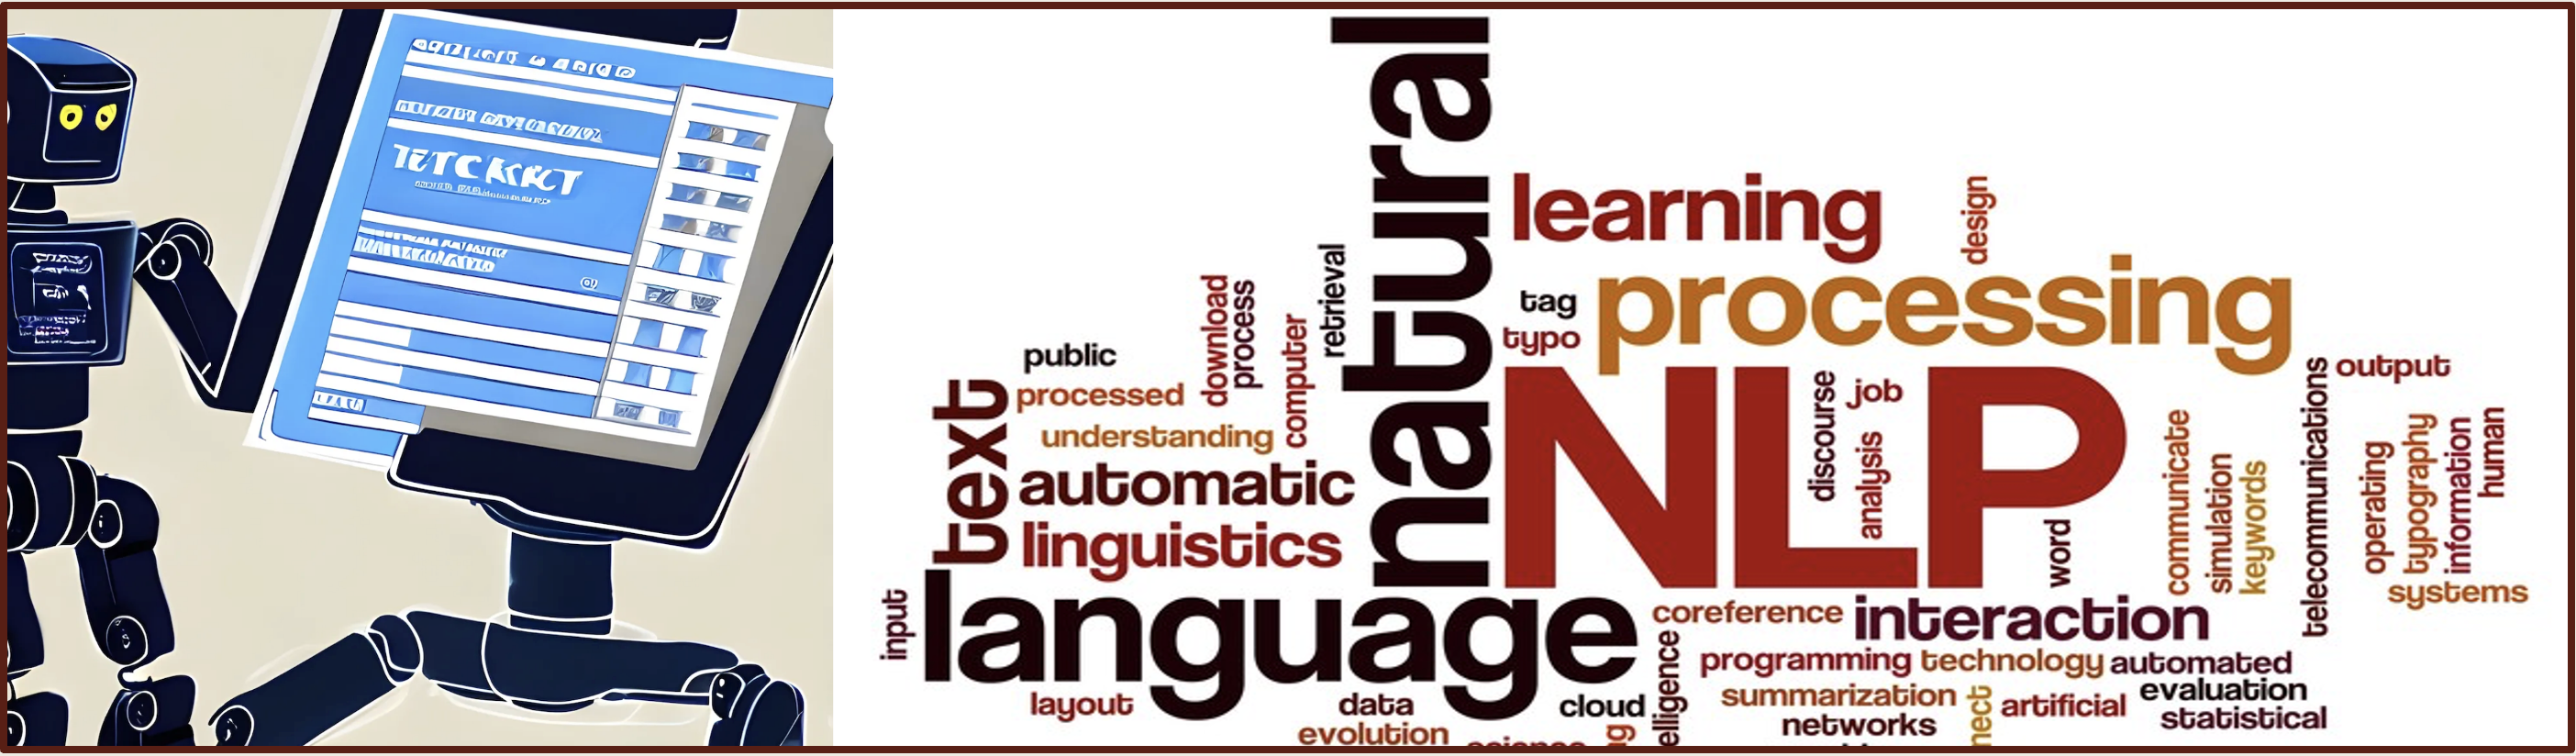 natural
learning
design
processing
tag
typo
retrieval
download
process
computer
public
processed
understanding
text
automatic
linguistics
NLP
discourse
job
analysis
word
output
communicate
simulation
keywords
telecommunications
operating
typography
information
human
systems
input
language
coreference
interaction
programming
technology
automated
summarization
artificial
evaluation
networks
statistical
layout
data
cloud
evolution